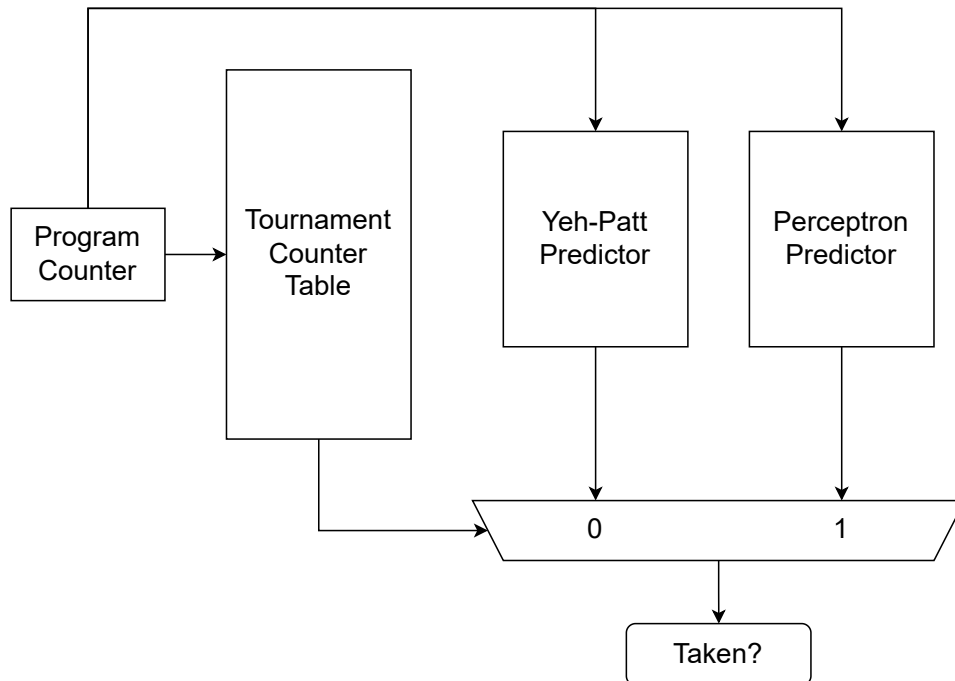 Program
Counter
Tournament
Counter
Table
Yeh-Patt
Predictor
Perceptron
Predictor
0
1
Taken?